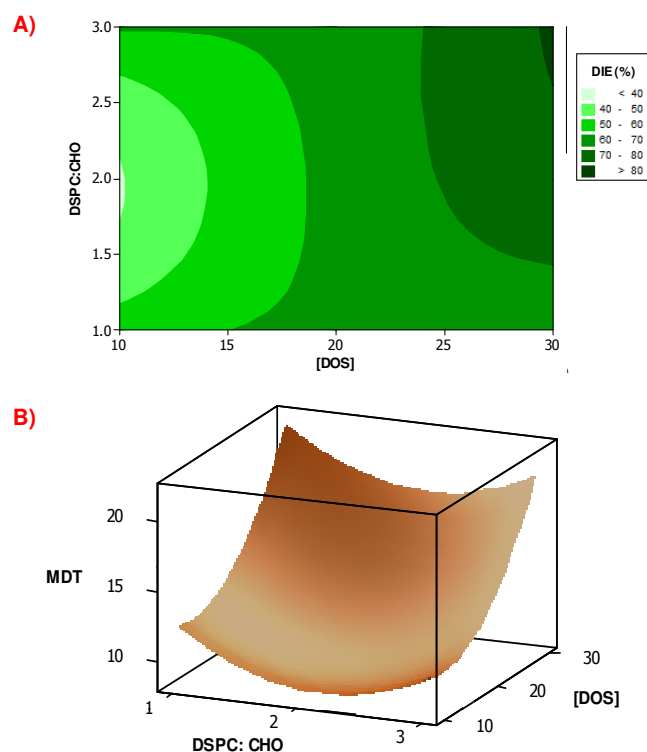 A)
3.0
2.5
2.0
1.5
1.0
DSPC:CHO
10 15 20 25 30
[DOS]
DIE (%)
< 40
40 - 50
50 - 60
60 - 70
70 - 80
> 80
B)
20
15
10
MDT
1 2 3
DSPC: CHO
10 20 30
[DOS]